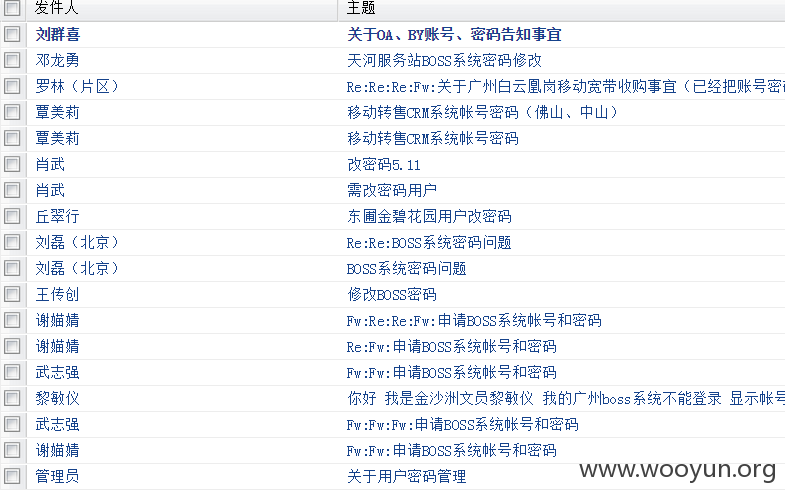 发件人 主题
刘群喜 关于OA、BY账号、密码告知事宜
邓龙勇 天河服务站BOSS系统密码修改
罗林（片区） Re:Re:Re:Fw:关于广州白云凰岗移动宽带收购事宜（已经把账号密
覃美莉 移动转售CRM系统帐号密码（佛山、中山）
覃美莉 移动转售CRM系统帐号密码
肖武 改密码5.11
肖武 需改密码用户
丘翠行 东圃金碧花园用户改密码
刘磊（北京） Re:Re:BOSS系统密码问题
刘磊（北京） BOSS系统密码问题
王传创 修改BOSS密码
谢媌婧 Fw:Re:Re:Fw:申请BOSS系统帐号和密码
谢媌婧 Re:Fw:申请BOSS系统帐号和密码
武志强 Fw:Fw:申请BOSS系统帐号和密码
黎敏仪 你好 我是金沙洲文员黎敏仪 我的广州boss系统不能登录 显示帐号
武志强 Fw:Fw:Fw:申请BOSS系统帐号和密码
谢媌婧 Fw:Fw:申请BOSS系统帐号和密码
管理员 关于用户密码管理
www.wooyun.org